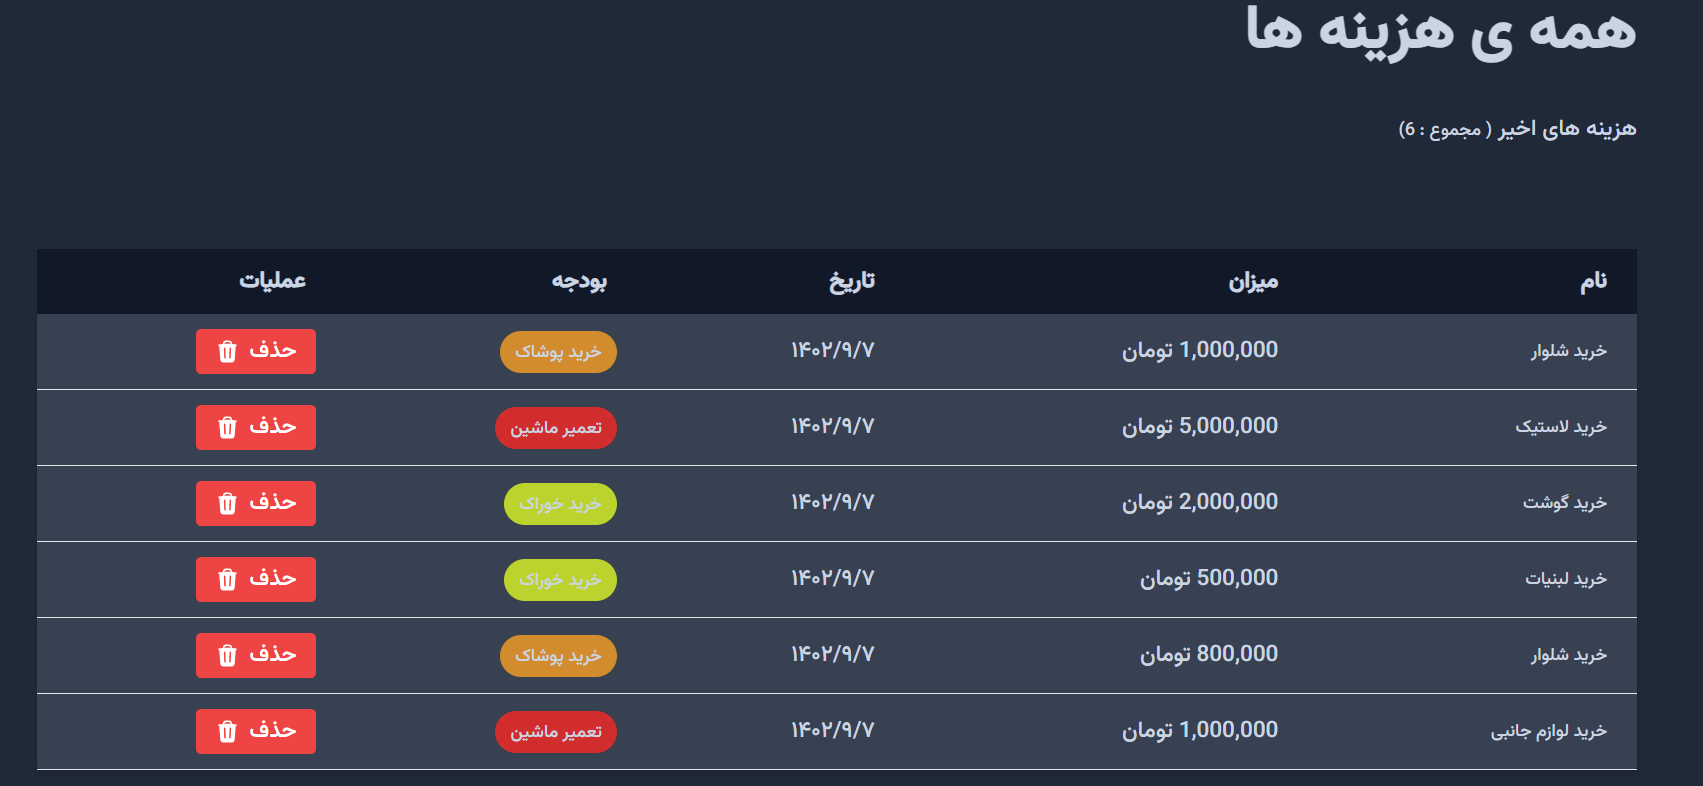 همه ی هزینه ها
هزینه های اخیر ( مجموع : 6)
نام میزان تاریخ بودجه عملیات
خرید شلوار 1,000,000 تومان ۱۴۰۲/۹/۷ خرید پوشاک حذف
خرید لاستیک 5,000,000 تومان ۱۴۰۲/۹/۷ تعمیر ماشین حذف
خرید گوشت 2,000,000 تومان ۱۴۰۲/۹/۷ خرید خوراک حذف
خرید لبنیات 500,000 تومان ۱۴۰۲/۹/۷ خرید خوراک حذف
خرید شلوار 800,000 تومان ۱۴۰۲/۹/۷ خرید پوشاک حذف
خرید لوازم جانبی 1,000,000 تومان ۱۴۰۲/۹/۷ تعمیر ماشین حذف